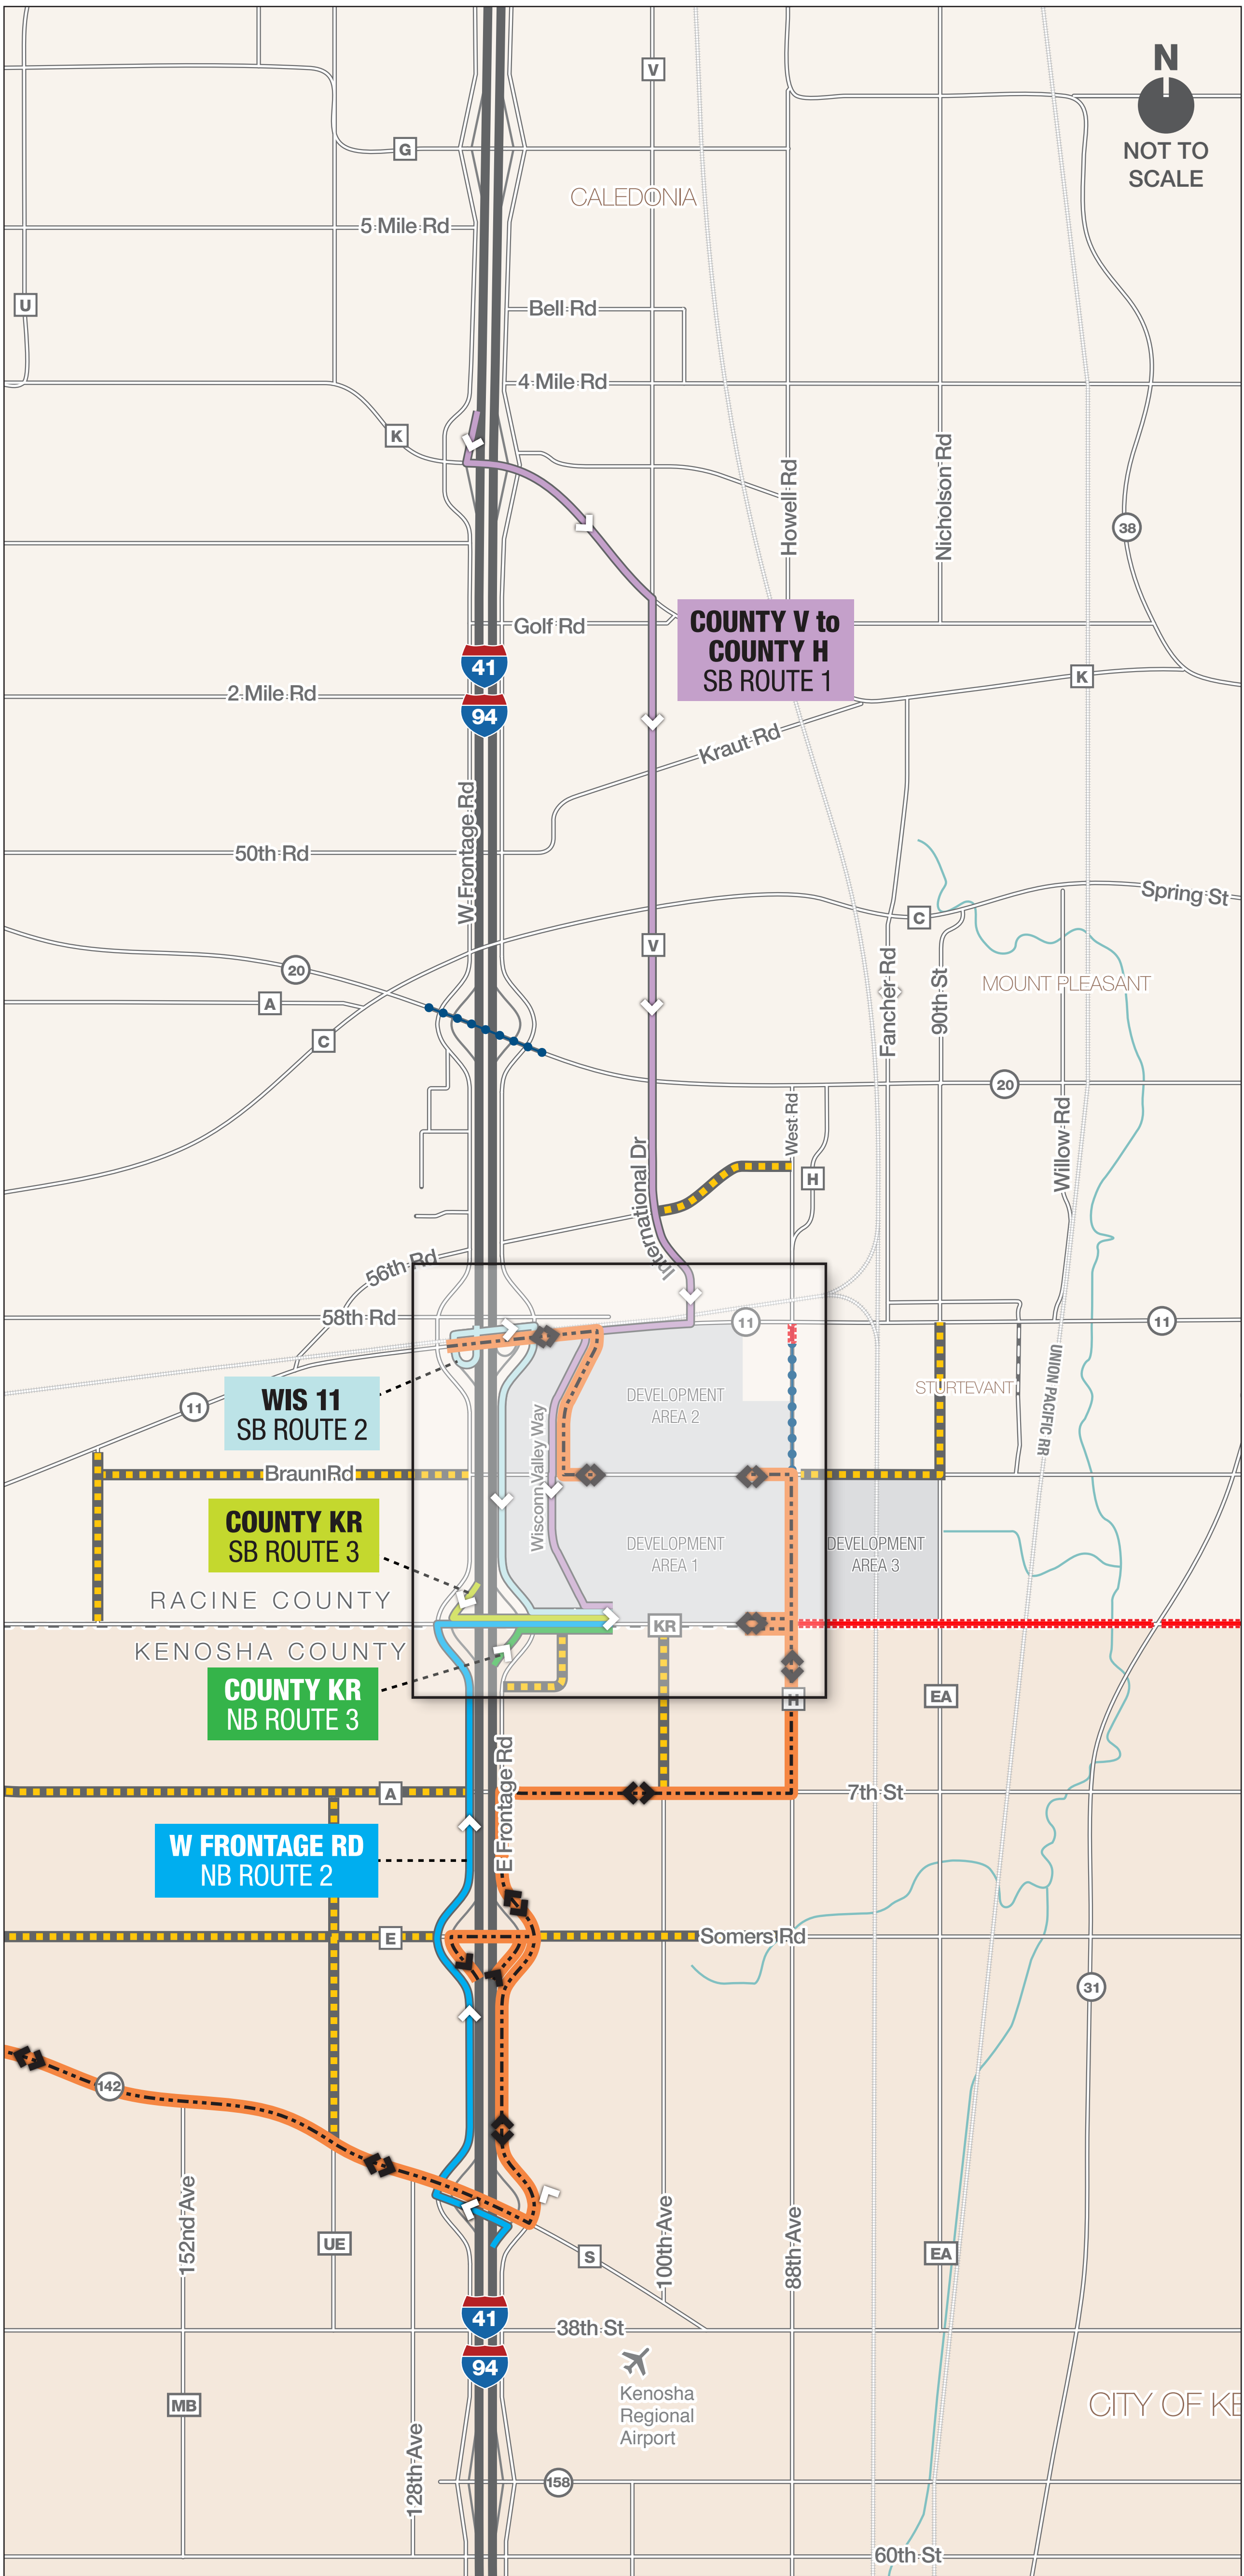 V
N
NOT TO
SCALE
G
CALEDONIA
5 Mile Rd
U
Bell Rd
4 Mile Rd
K
Howell Rd
Nicholson Rd
38
COUNTY V to
COUNTY H
SB ROUTE 1
Golf Rd
41
K
2 Mile Rd
94
Kraut Rd
W Frontage Rd
50th Rd
Spring St
C
V
20
Fancher Rd
90th St
MOUNT PLEASANT
A
C
20
West Rd
Willow Rd
International Dr
H
56th Rd
58th Rd
11
11
UNION PACIFIC RR
WIS 11
SB ROUTE 2
11
STURTEVANT
DEVELOPMENT
AREA 2
Wisconn Valley Way
Braun Rd
COUNTY KR
SB ROUTE 3
DEVELOPMENT
AREA 1
DEVELOPMENT
AREA 3
RACINE COUNTY
KR
KENOSHA COUNTY
COUNTY KR
NB ROUTE 3
H
EA
E Frontage Rd
A
7th St
W FRONTAGE RD
NB ROUTE 2
E
Somers Rd
31
142
152nd Ave
100th Ave
88th Ave
UE
S
EA
41
38th St
94
Kenosha
Regional
Airport
MB
CITY OF KE
128th Ave
158
60th St